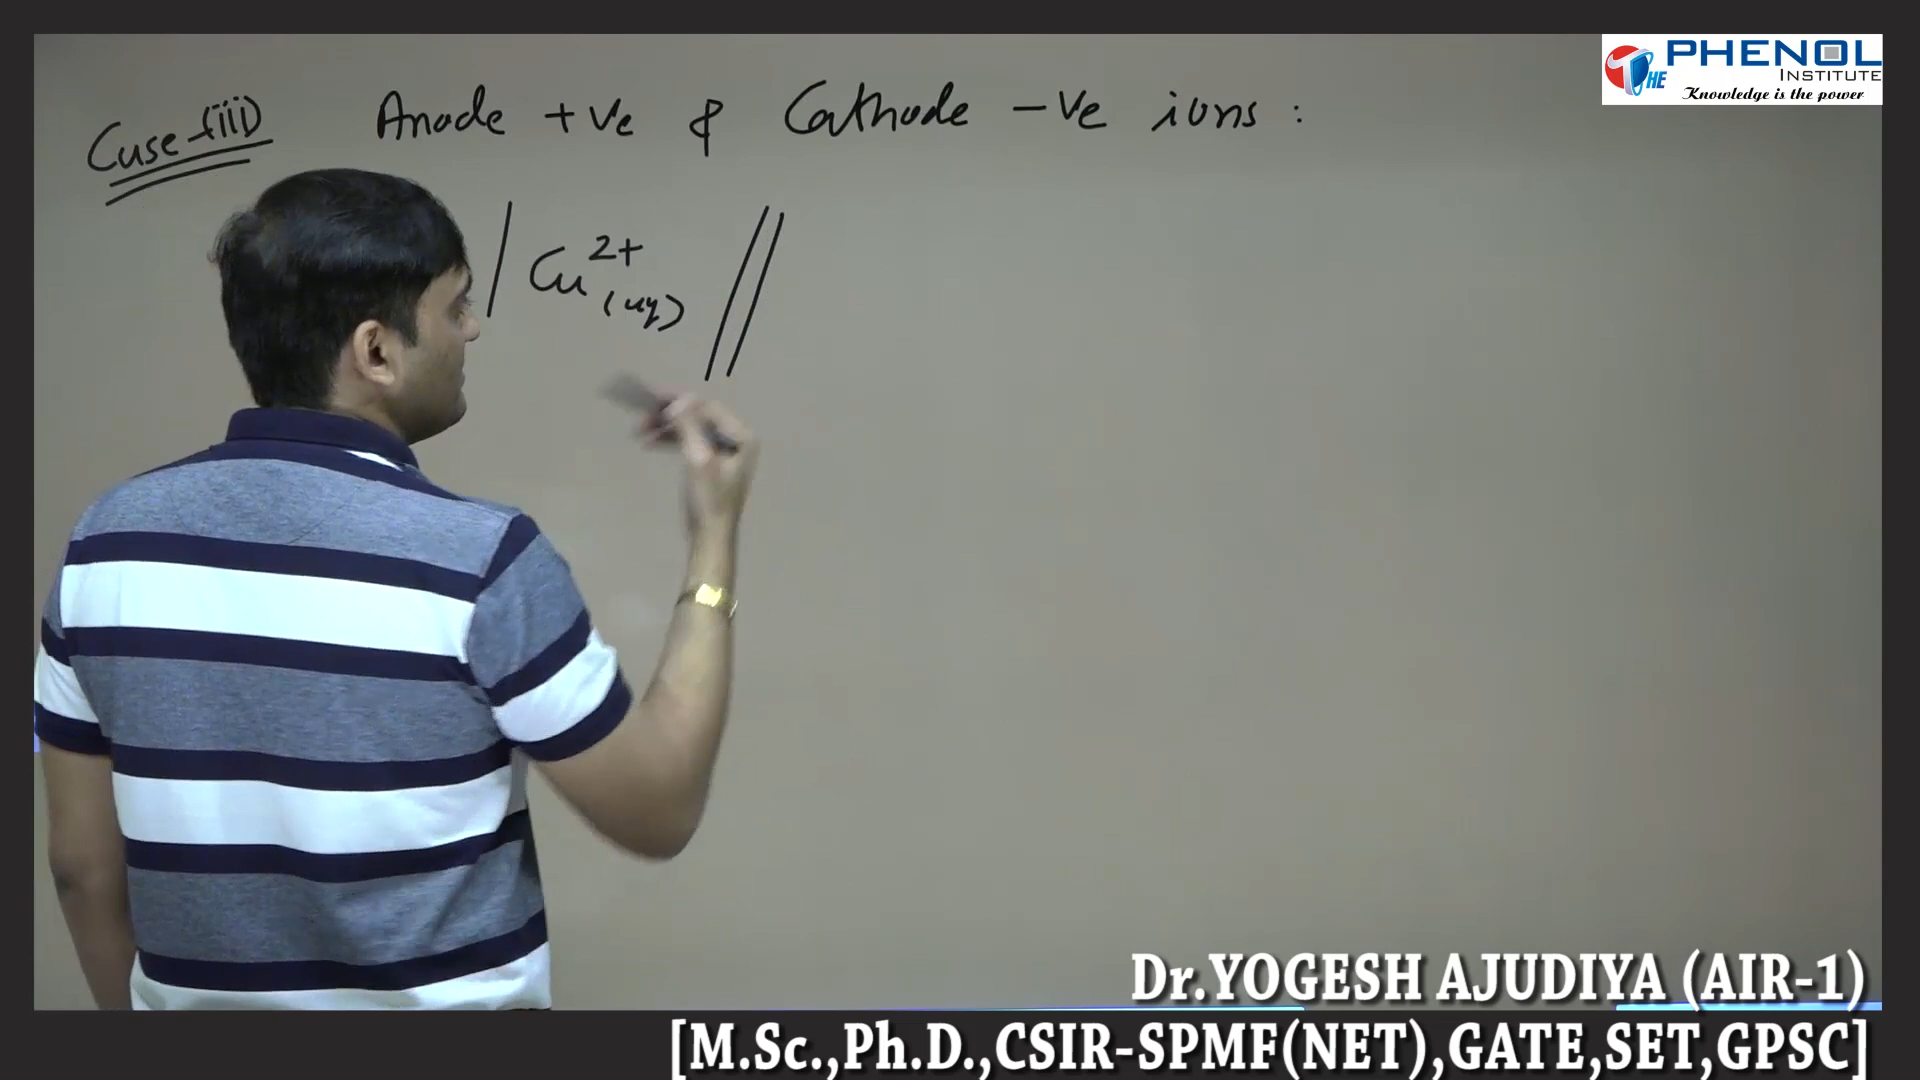 THE PHENOL
INSTITUTE
Knowledge is the power
Case-(iii) Anode +ve & Cathode -ve ions :
| Cu2+(aq) ||
Dr.YOGESH AJUDIYA (AIR-1)
[M.Sc.,Ph.D.,CSIR-SPMF(NET),GATE,SET,GPSC]